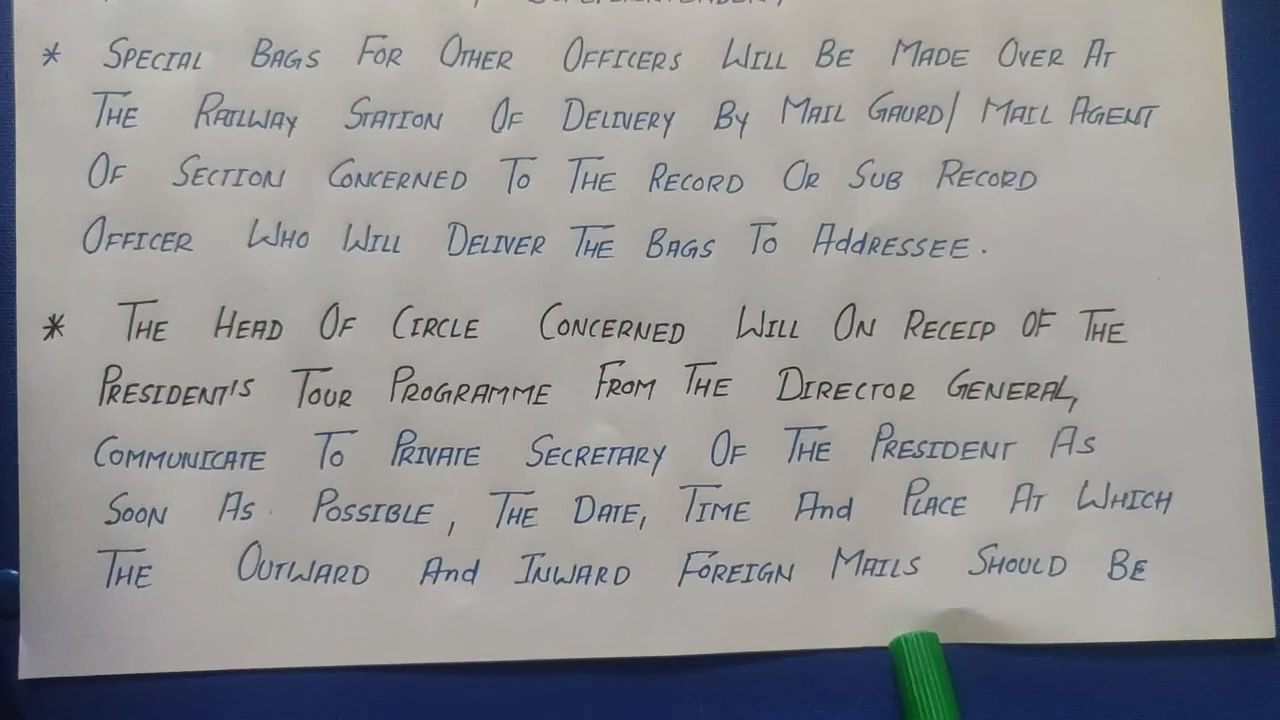 * SPECIAL BAGS FOR OTHER OFFICERS WILL BE MADE OVER AT
THE RAILWAY STATION OF DELIVERY BY MAIL GAURD/ MAIL AGENT
OF SECTION CONCERNED TO THE RECORD OR SUB RECORD
OFFICER WHO WILL DELIVER THE BAGS TO ADDRESSEE.
* THE HEAD OF CIRCLE CONCERNED WILL ON RECEIP OF THE
PRESIDENT'S TOUR PROGRAMME FROM THE DIRECTOR GENERAL,
COMMUNICATE TO PRIVATE SECRETARY OF THE PRESIDENT AS
SOON AS POSSIBLE, THE DATE, TIME And PLACE AT WHICH
THE OUTWARD And INWARD FOREIGN MAILS SHOULD BE